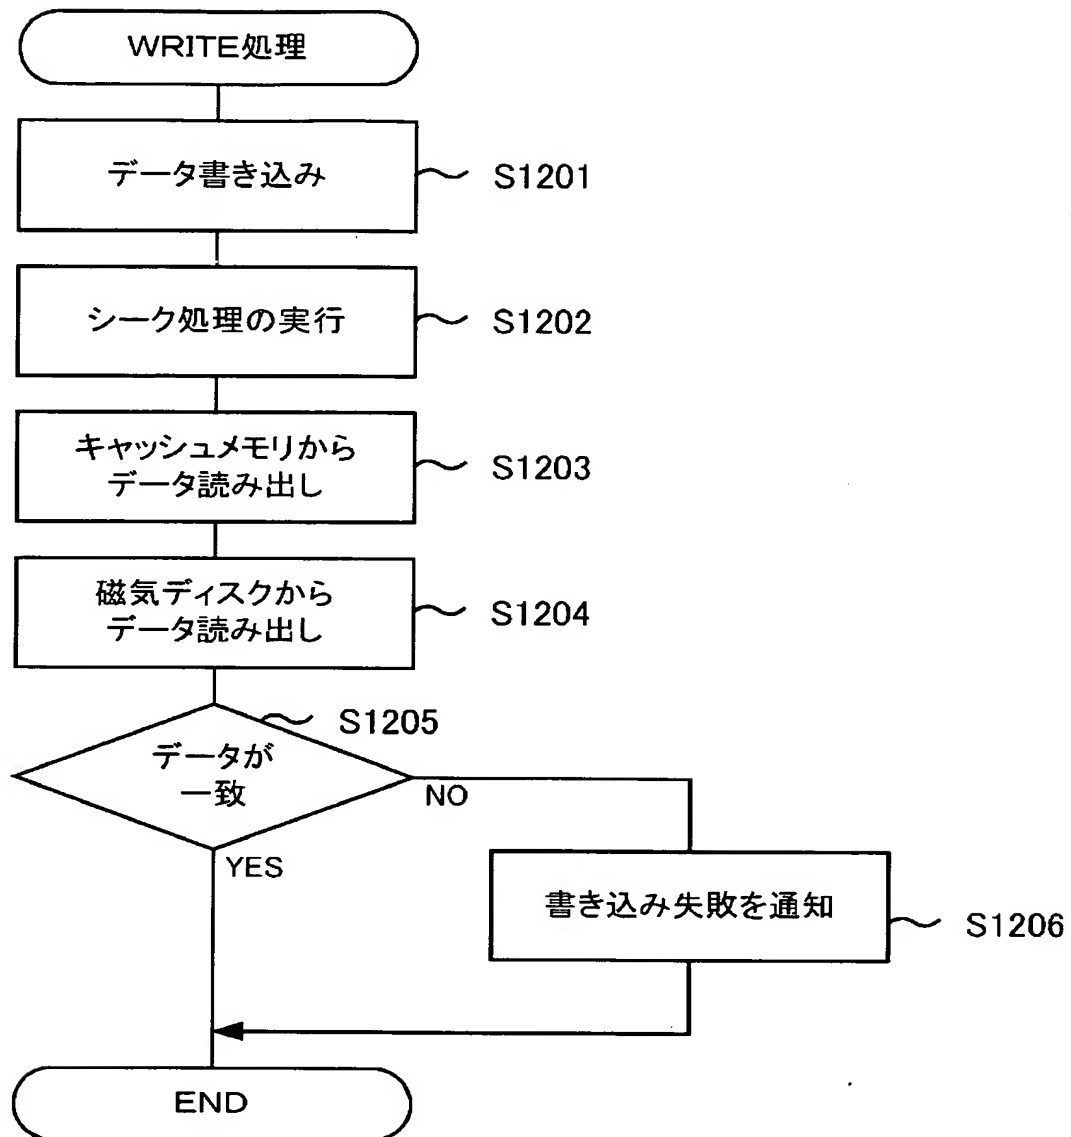 WRITE処理
データ書き込み
S1201
シーク処理の実行
S1202
キャッシュメモリから
データ読み出し
S1203
磁気ディスクから
データ読み出し
S1204
S1205
データが
一致
NO
YES
書き込み失敗を通知
S1206
END